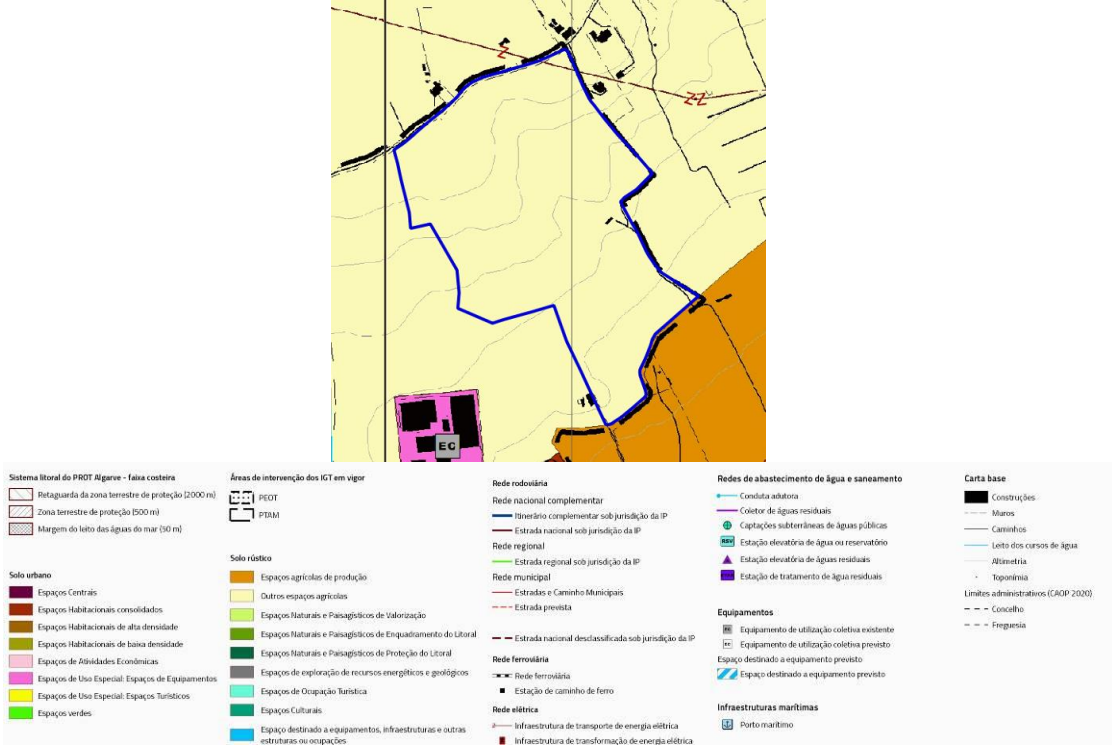 EC
Sistema litoral do PROT Algarve - faixa costeira
Retaguarda da zona terrestre de proteção (2000 m)
Zona terrestre de proteção (500 m)
Margem do leito das águas do mar (50 m)
Solo urbano
Espaços Centrais
Espaços Habitacionais consolidados
Espaços Habitacionais de alta densidade
Espaços Habitacionais de baixa densidade
Espaços de Atividades Econômicas
Espaços de Uso Especial: Espaços de Equipamentos
Espaços de Uso Especial: Espaços Turísticos
Espaços verdes
Áreas de intervenção dos IGT em vigor
PEOT
PTAM
Solo rústico
Espaços agrícolas de produção
Outros espaços agrícolas
Espaços Naturais e Paisagísticos de Valorização
Espaços Naturais e Paisagísticos de Enquadramento do Litoral
Espaços Naturais e Paisagísticos de Proteção do Litoral
Espaços de exploração de recursos energéticos e geológicos
Espaços de Ocupação Turística
Espaços Culturais
Espaço destinado a equipamentos, infraestruturas e outras
estruturas ou ocupações
Rede rodoviária
Rede nacional complementar
Itinerário complementar sob jurisdição da IP
Estrada nacional sob jurisdição da IP
Rede regional
Estrada regional sob jurisdição da IP
Rede municipal
Estradas e Caminho Municipais
Estrada prevista
Estrada nacional desclassificada sob jurisdição da IP
Rede ferroviária
Rede ferroviária
Estação de caminho de ferro
Rede elétrica
Infraestrutura de transporte de energia elétrica
Infraestrutura de transformação de energia elétrica
Redes de abastecimento de água e saneamento
Conduta adutora
Coletor de águas residuais
Captações subterrâneas de águas públicas
RSV Estação elevatória de água ou reservatório
Estação elevatória de águas residuais
Estação de tratamento de água residuais
Equipamentos
Equipamento de utilização coletiva existente
Equipamento de utilização coletiva previsto
Espaço destinado a equipamento previsto
Espaço destinado a equipamento previsto
Infraestruturas marítimas
Porto marítimo
Carta base
Construções
Muros
Caminhos
Leito dos cursos de água
Altimetria
Toponímia
Limites administrativos (CAOP 2020)
Concelho
Freguesia